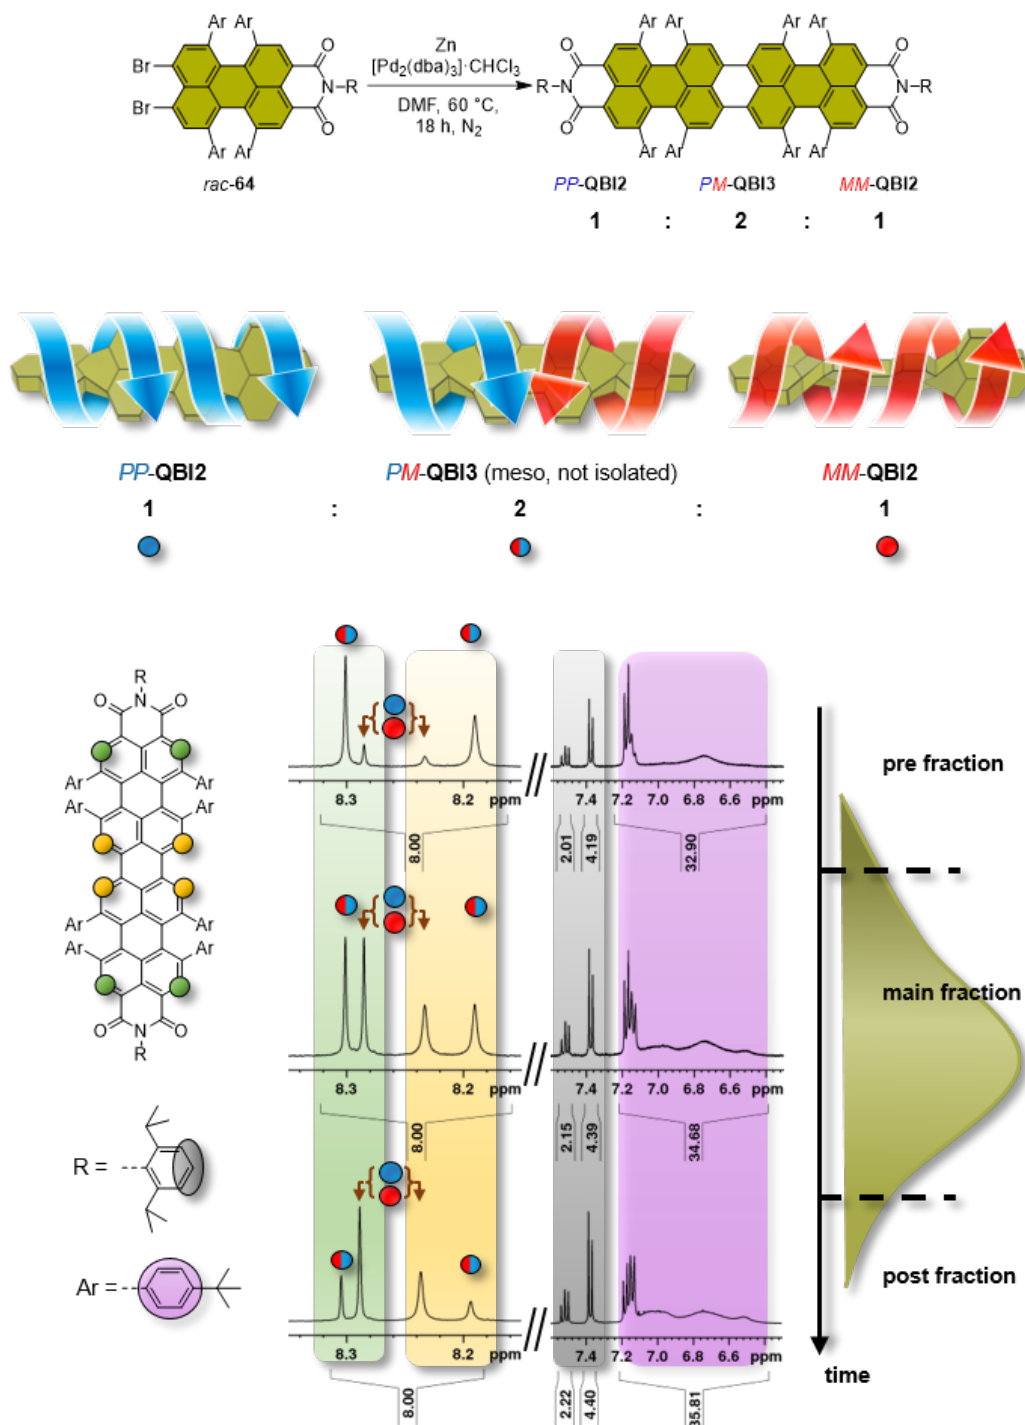 Ar Ar
Br
Br
O
N-R
O
Ar Ar
rac-64
Zn
[Pd2(dba)3]·CHCl3
DMF, 60 °C,
18 h, N2
Ar Ar Ar Ar
O O
R-N N-R
O O
Ar Ar Ar Ar
PP-QBI2 PM-QBI3 MM-QBI2
1 : 2 : 1
PP-QBI2 PM-QBI3 (meso, not isolated) MM-QBI2
1 : 2 : 1
R
O N O
Ar Ar
Ar Ar
Ar Ar
Ar Ar
O N O
R
R =
Ar =
8.3 8.2 ppm 7.4 7.2 7.0 6.8 6.6 ppm
8.00 2.01 4.19 32.90
8.3 8.2 ppm 7.4 7.2 7.0 6.8 6.6 ppm
8.00 2.15 4.39 34.68
8.3 8.2 ppm 7.4 7.2 7.0 6.8 6.6 ppm
8.00 2.22 4.40 35.81
pre fraction
main fraction
post fraction
time